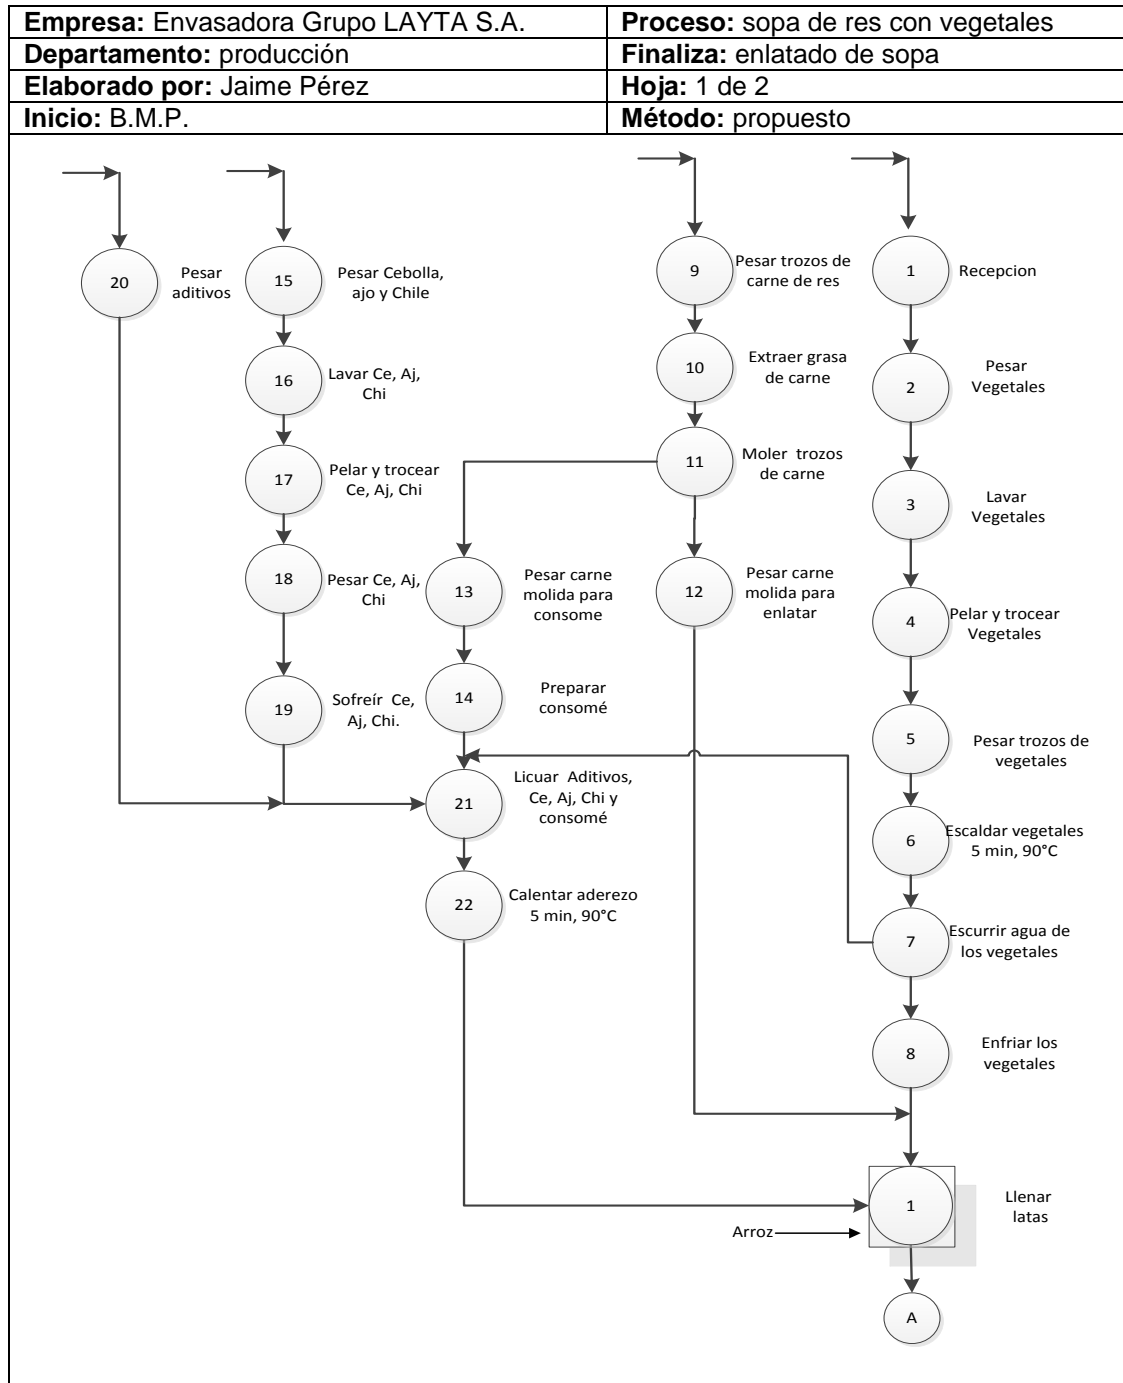 Empresa: Envasadora Grupo LAYTA S.A.
Proceso: sopa de res con vegetales
Departamento: producción
Finaliza: enlatado de sopa
Elaborado por: Jaime Pérez
Hoja: 1 de 2
Inicio: B.M.P.
Método: propuesto
20
Pesar
aditivos
15
Pesar Cebolla,
ajo y Chile
16
Lavar Ce, Aj,
Chi
17
Pelar y trocear
Ce, Aj, Chi
18
Pesar Ce, Aj,
Chi
19
Sofreír Ce,
Aj, Chi.
9
Pesar trozos de
carne de res
10
Extraer grasa
de carne
11
Moler trozos
de carne
13
Pesar carne
molida para
consome
12
Pesar carne
molida para
enlatar
14
Preparar
consomé
21
Licuar Aditivos,
Ce, Aj, Chi y
consomé
22
Calentar aderezo
5 min, 90°C
1
Recepcion
2
Pesar
Vegetales
3
Lavar
Vegetales
4
Pelar y trocear
Vegetales
5
Pesar trozos de
vegetales
6
Escaldar vegetales
5 min, 90°C
7
Escurrir agua de
los vegetales
8
Enfriar los
vegetales
1
Llenar
latas
Arroz
A